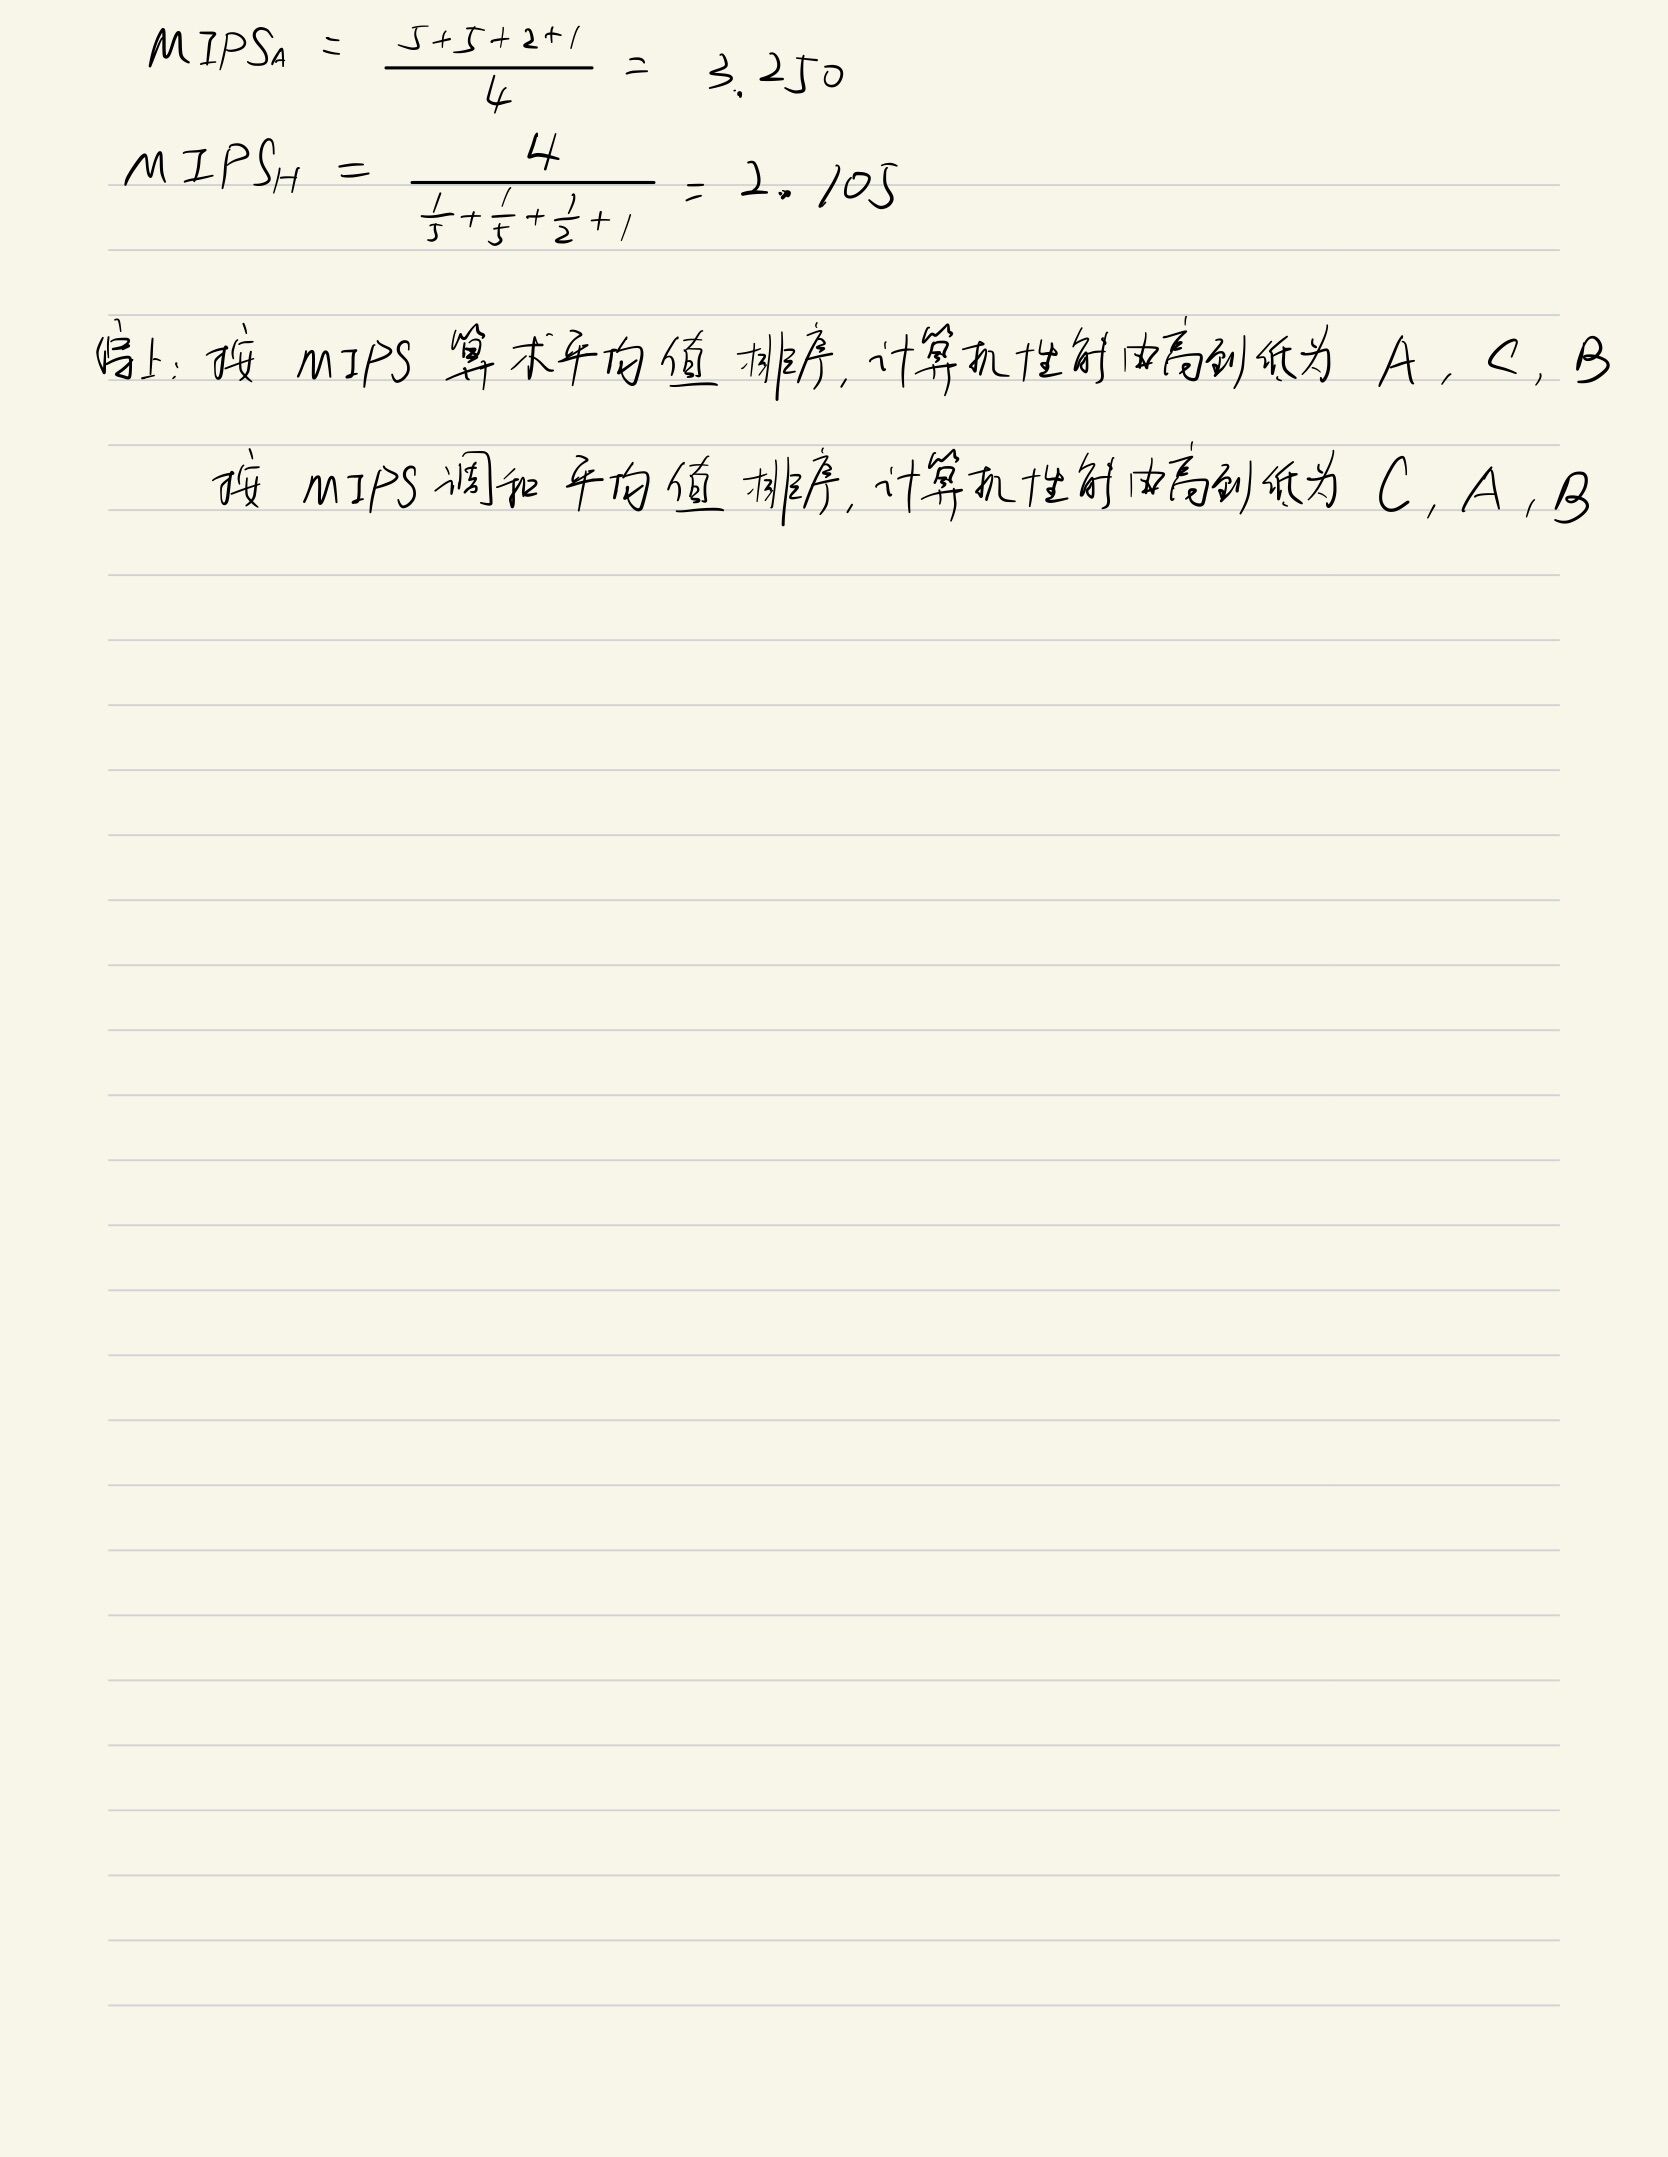 MIPS_A = \frac{5+5+2+1}{4} = 3.250
MIPS_H = \frac{4}{\frac{1}{5}+\frac{1}{5}+\frac{1}{2}+1} = 2.105
综上: 按 MIPS 算术平均值 排序, 计算机性能由高到低为 A, C, B
按 MIPS 调和平均值 排序, 计算机性能由高到低为 C, A, B